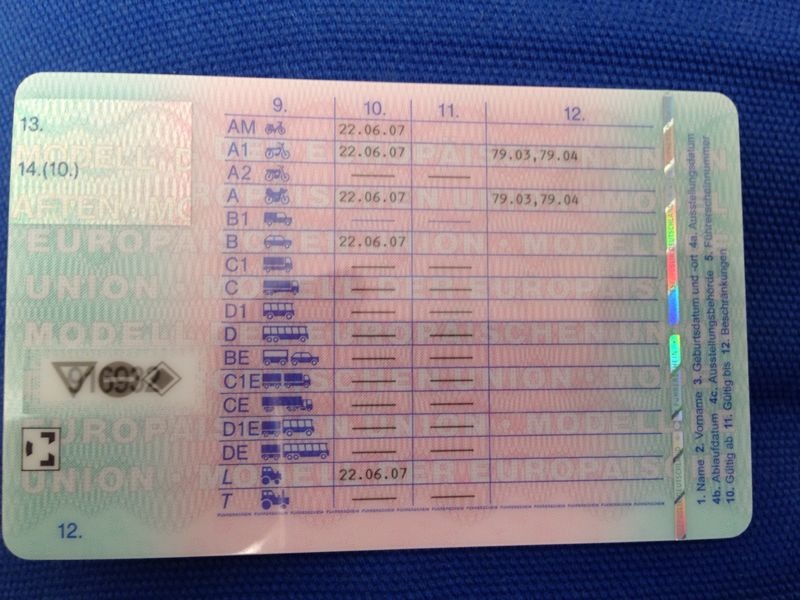 13.
14.(10.)
9. 10. 11. 12.
AM 22.06.07
A1 22.06.07 79.03,79.04
A2 —— ——
A 22.06.07 79.03,79.04
B1 —— ——
B 22.06.07
C1 —— ——
C —— ——
D1 —— ——
D —— ——
BE —— ——
C1E —— ——
CE —— ——
D1E —— ——
DE —— ——
L 22.06.07
T —— ——
12.
1. Name 2. Vorname 3. Geburtsdatum und -ort 4a. Ausstellungsdatum
4b. Ablaufdatum 4c. Ausstellungsbehörde 5. Führerscheinnummer
10. Gültig ab 11. Gültig bis 12. Beschränkungen